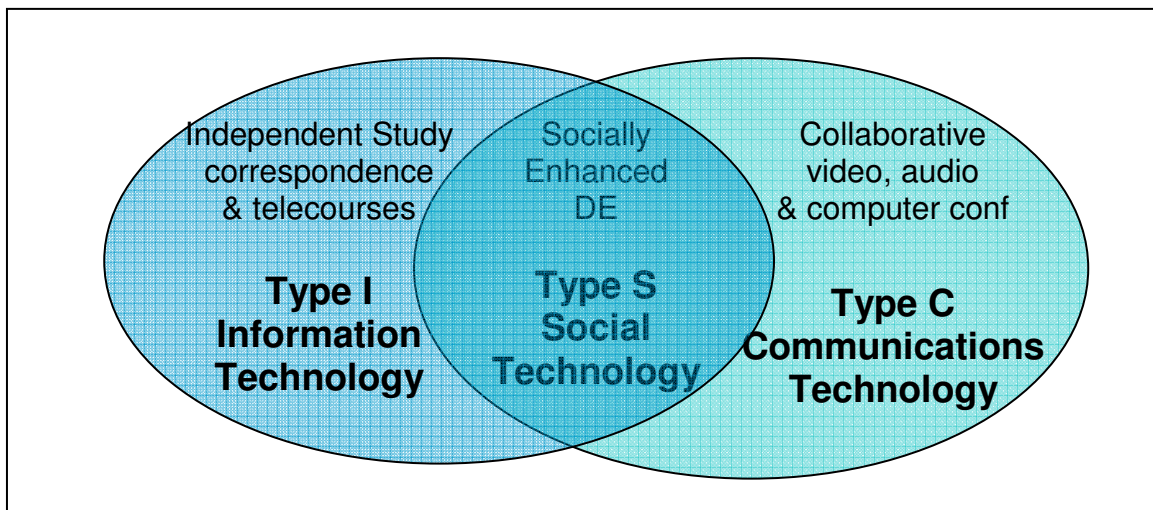 Independent Study
correspondence
& telecourses
Type I
Information
Technology
Socially
Enhanced
DE
Type S
Social
Technology
Collaborative
video, audio
& computer conf
Type C
Communications
Technology